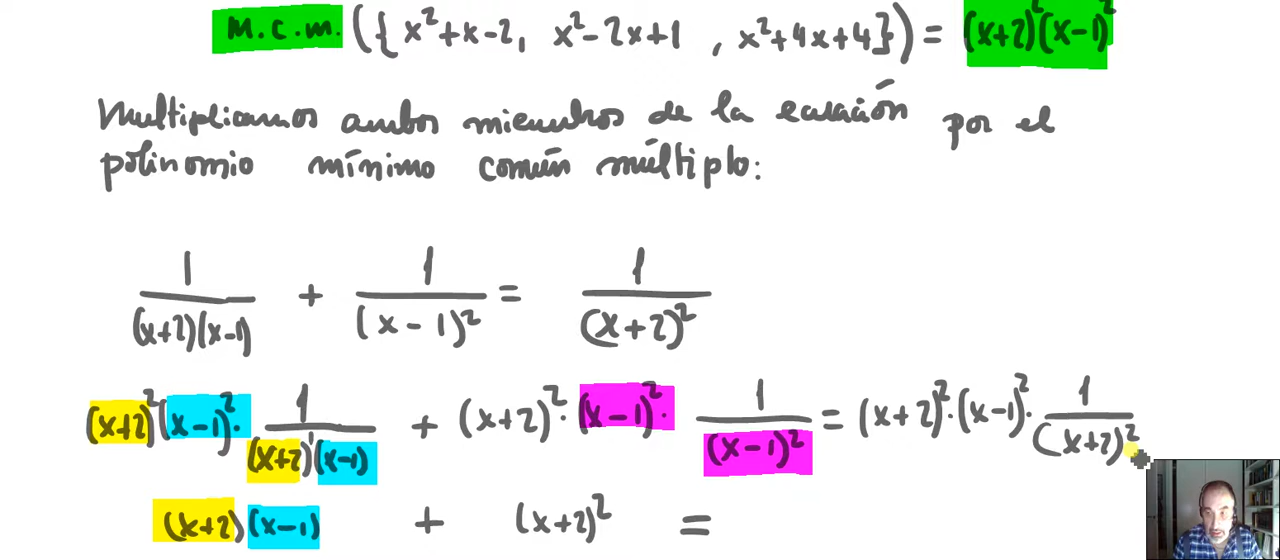 M.C.M. ({x²+x-2, x²-2x+1, x²+4x+4}) = (x+2)²(x-1)²
Multiplicamos ambos miembros de la ecuación por el
polinomio mínimo común múltiplo:
1/((x+2)(x-1)) + 1/(x-1)² = 1/(x+2)²
(x+2)²(x-1)² · 1/((x+2)¹(x-1)) + (x+2)² · (x-1)² · 1/(x-1)² = (x+2)² · (x-1)² · 1/(x+2)²
(x+2)(x-1) + (x+2)² =